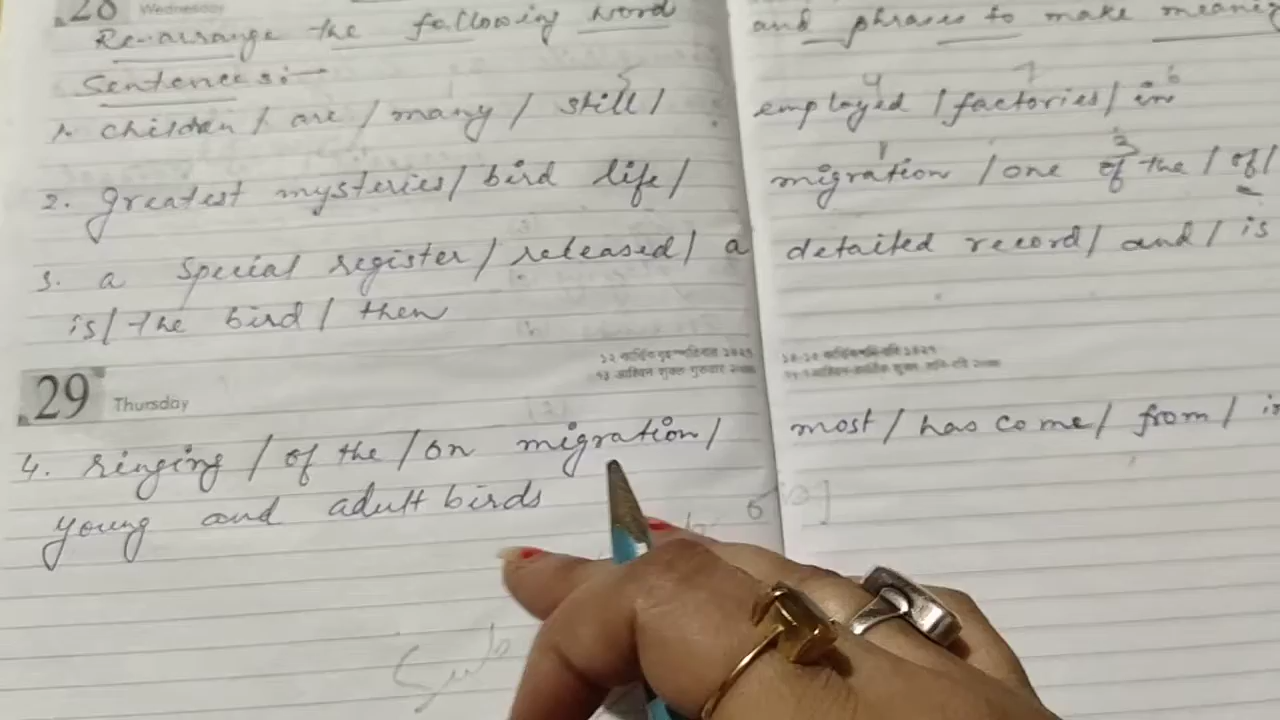 28 Wednesday
Re-arrange the following word and phrases to make
Sentences:-
1. children / are / many / still / employed / factories / in
2. greatest mysteries / bird life / migration / one of the / of /
3. a special register / released / a detailed record / and / is
is / the bird / then
29 Thursday
4. ringing / of the / on migration / most / has come / from /
young and adult birds